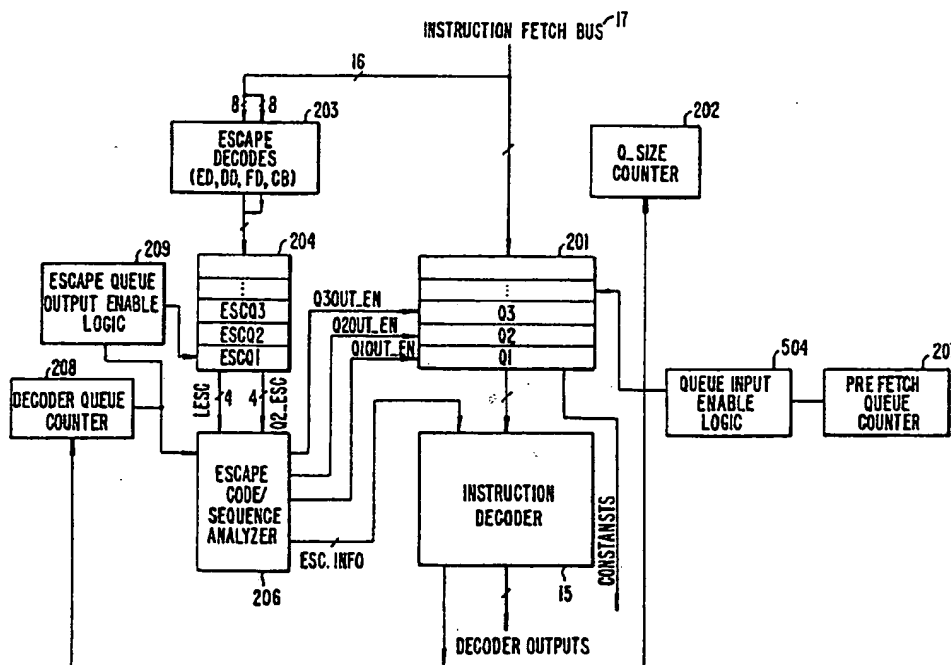 INSTRUCTION FETCH BUS 17
16
8 8
203
ESCAPE
DECODES
(ED, DD, FD, CB)
202
Q_SIZE
COUNTER
204
ESCQ3
ESCQ2
ESCQ1
201
Q3
Q2
Q1
209
ESCAPE QUEUE
OUTPUT ENABLE
LOGIC
Q3OUT_EN
Q2OUT_EN
Q1OUT_EN
208
DECODER QUEUE
COUNTER
LESC
4
4
Q2_ESC
504
QUEUE INPUT
ENABLE
LOGIC
20
PREFETCH
QUEUE
COUNTER
ESCAPE
CODE/
SEQUENCE
ANALYZER
206
ESC. INFO
INSTRUCTION
DECODER
15
CONSTANSTS
DECODER OUTPUTS